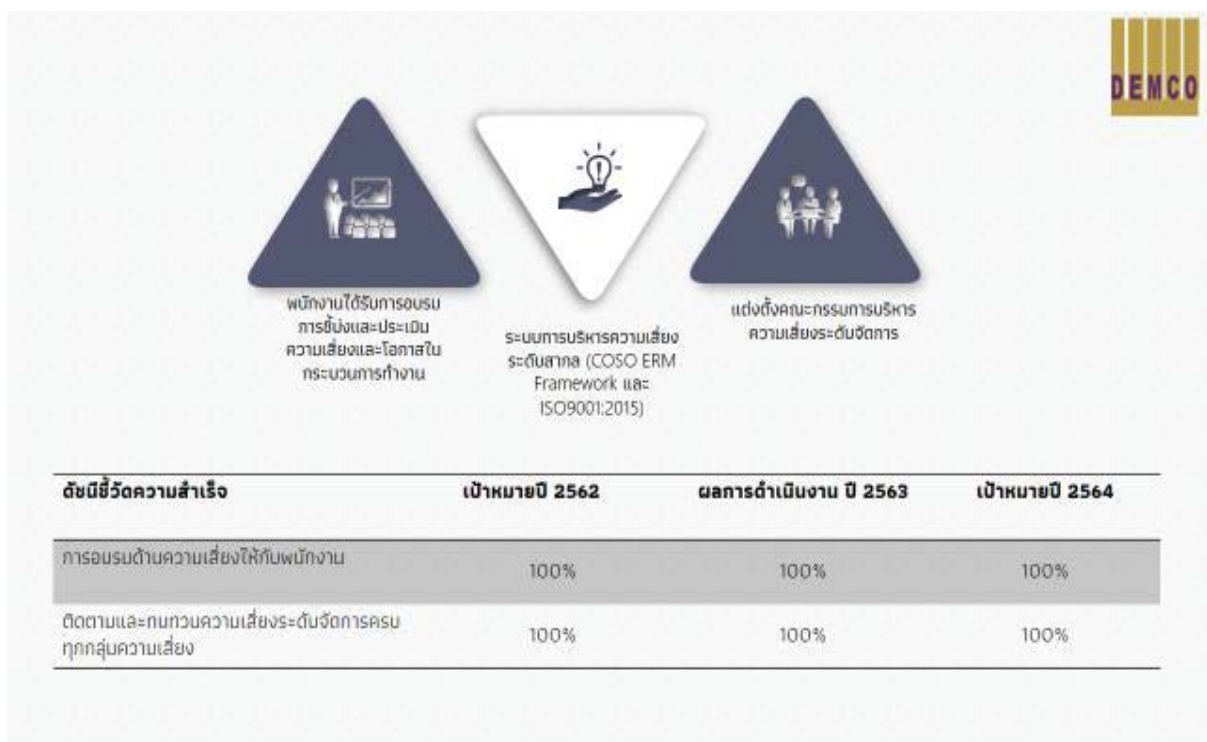 DEMCO
พนักงานได้รับการอบรม
การชี้บ่งและประเมิน
ความเสี่ยงและโอกาสใน
กระบวนการทำงาน
ระบบการบริหารความเสี่ยง
ระดับสากล (COSO ERM
Framework และ
ISO9001:2015)
แต่งตั้งคณะกรรมการบริหาร
ความเสี่ยงระดับจัดการ
ดัชนีชี้วัดความสำเร็จ เป้าหมายปี 2562 ผลการดำเนินงาน ปี 2563 เป้าหมายปี 2564
การอบรมด้านความเสี่ยงให้กับพนักงาน 100% 100% 100%
ติดตามและทบทวนความเสี่ยงระดับจัดการครบ
ทุกกลุ่มความเสี่ยง 100% 100% 100%